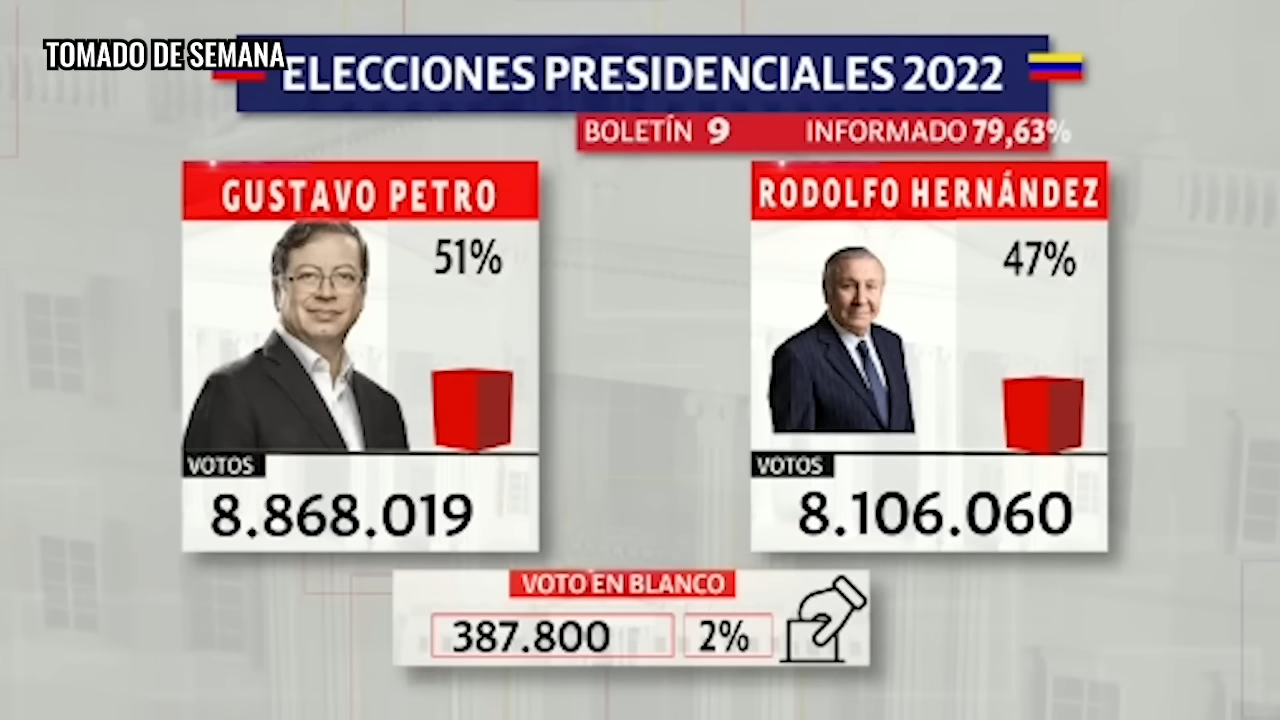 TOMADO DE SEMANA
ELECCIONES PRESIDENCIALES 2022
BOLETÍN 9 INFORMADO 79,63%
GUSTAVO PETRO
51%
VOTOS
8.868.019
RODOLFO HERNÁNDEZ
47%
VOTOS
8.106.060
VOTO EN BLANCO
387.800 2%